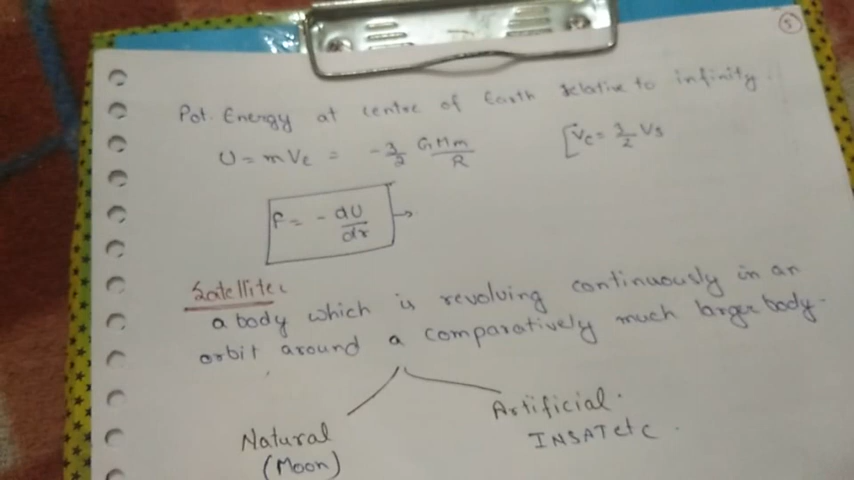 5
Pot. Energy at centre of Earth relative to infinity.
U = mVc = -3/2 GMm/R [Vc = 3/2 Vs
F = - dU/dr →
Satellite:
a body which is revolving continuously in an
orbit around a comparatively much larger body.
Natural Artificial.
(Moon) INSAT etc.